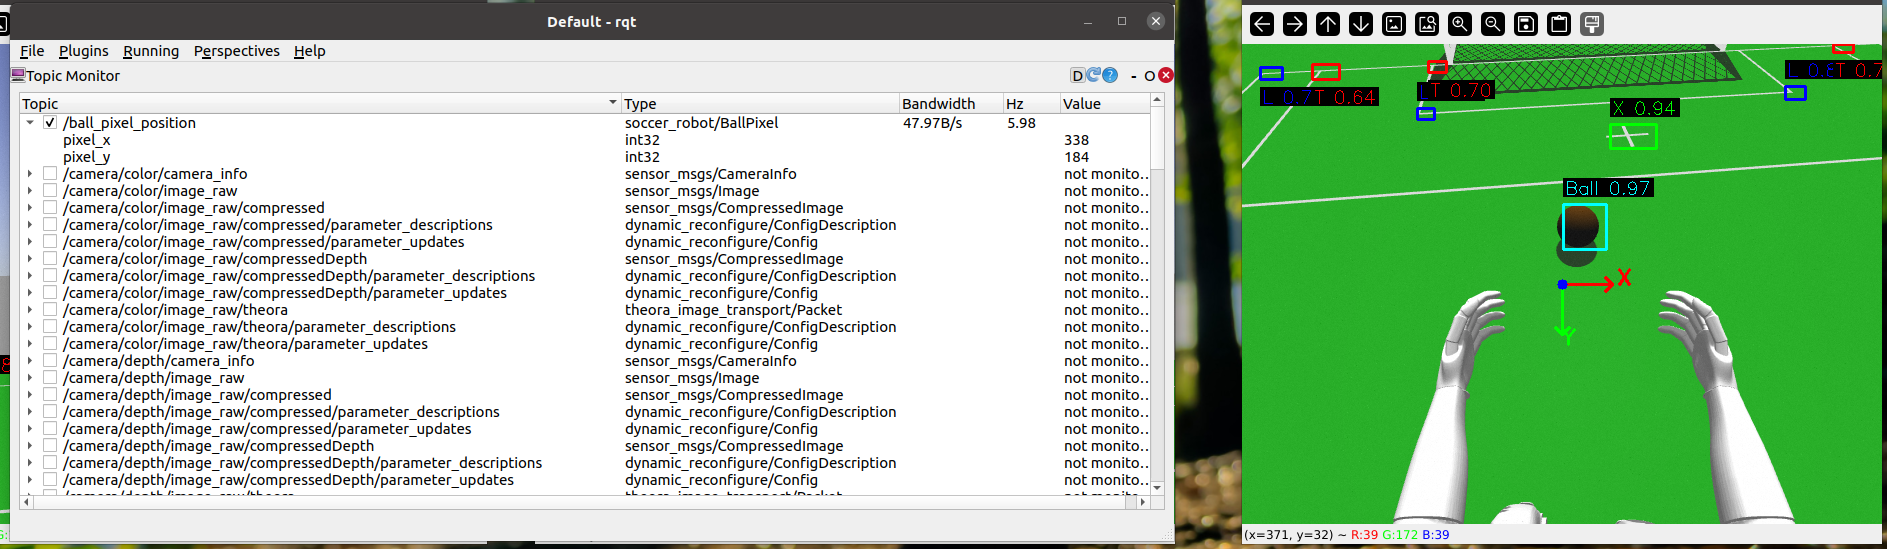 Default - rqt
File Plugins Running Perspectives Help
Topic Monitor
D ? - O
Topic Type Bandwidth Hz Value
/ball_pixel_position soccer_robot/BallPixel 47.97B/s 5.98
pixel_x int32 338
pixel_y int32 184
/camera/color/camera_info sensor_msgs/CameraInfo not monito...
/camera/color/image_raw sensor_msgs/Image not monito...
/camera/color/image_raw/compressed sensor_msgs/CompressedImage not monito...
/camera/color/image_raw/compressed/parameter_descriptions dynamic_reconfigure/ConfigDescription not monito...
/camera/color/image_raw/compressed/parameter_updates dynamic_reconfigure/Config not monito...
/camera/color/image_raw/compressedDepth sensor_msgs/CompressedImage not monito...
/camera/color/image_raw/compressedDepth/parameter_descriptions dynamic_reconfigure/ConfigDescription not monito...
/camera/color/image_raw/compressedDepth/parameter_updates dynamic_reconfigure/Config not monito...
/camera/color/image_raw/theora theora_image_transport/Packet not monito...
/camera/color/image_raw/theora/parameter_descriptions dynamic_reconfigure/ConfigDescription not monito...
/camera/color/image_raw/theora/parameter_updates dynamic_reconfigure/Config not monito...
/camera/depth/camera_info sensor_msgs/CameraInfo not monito...
/camera/depth/image_raw sensor_msgs/Image not monito...
/camera/depth/image_raw/compressed sensor_msgs/CompressedImage not monito...
/camera/depth/image_raw/compressed/parameter_descriptions dynamic_reconfigure/ConfigDescription not monito...
/camera/depth/image_raw/compressed/parameter_updates dynamic_reconfigure/Config not monito...
/camera/depth/image_raw/compressedDepth sensor_msgs/CompressedImage not monito...
/camera/depth/image_raw/compressedDepth/parameter_descriptions dynamic_reconfigure/ConfigDescription not monito...
/camera/depth/image_raw/compressedDepth/parameter_updates dynamic_reconfigure/Config not monito...
/camera/depth/image_raw/theora theora_image_transport/Packet not monito...
L 0.7T 0.64
LT 0.70
T 0.7
X 0.94
Ball 0.97
X
Y
(x=371, y=32) ~ R:39 G:172 B:39